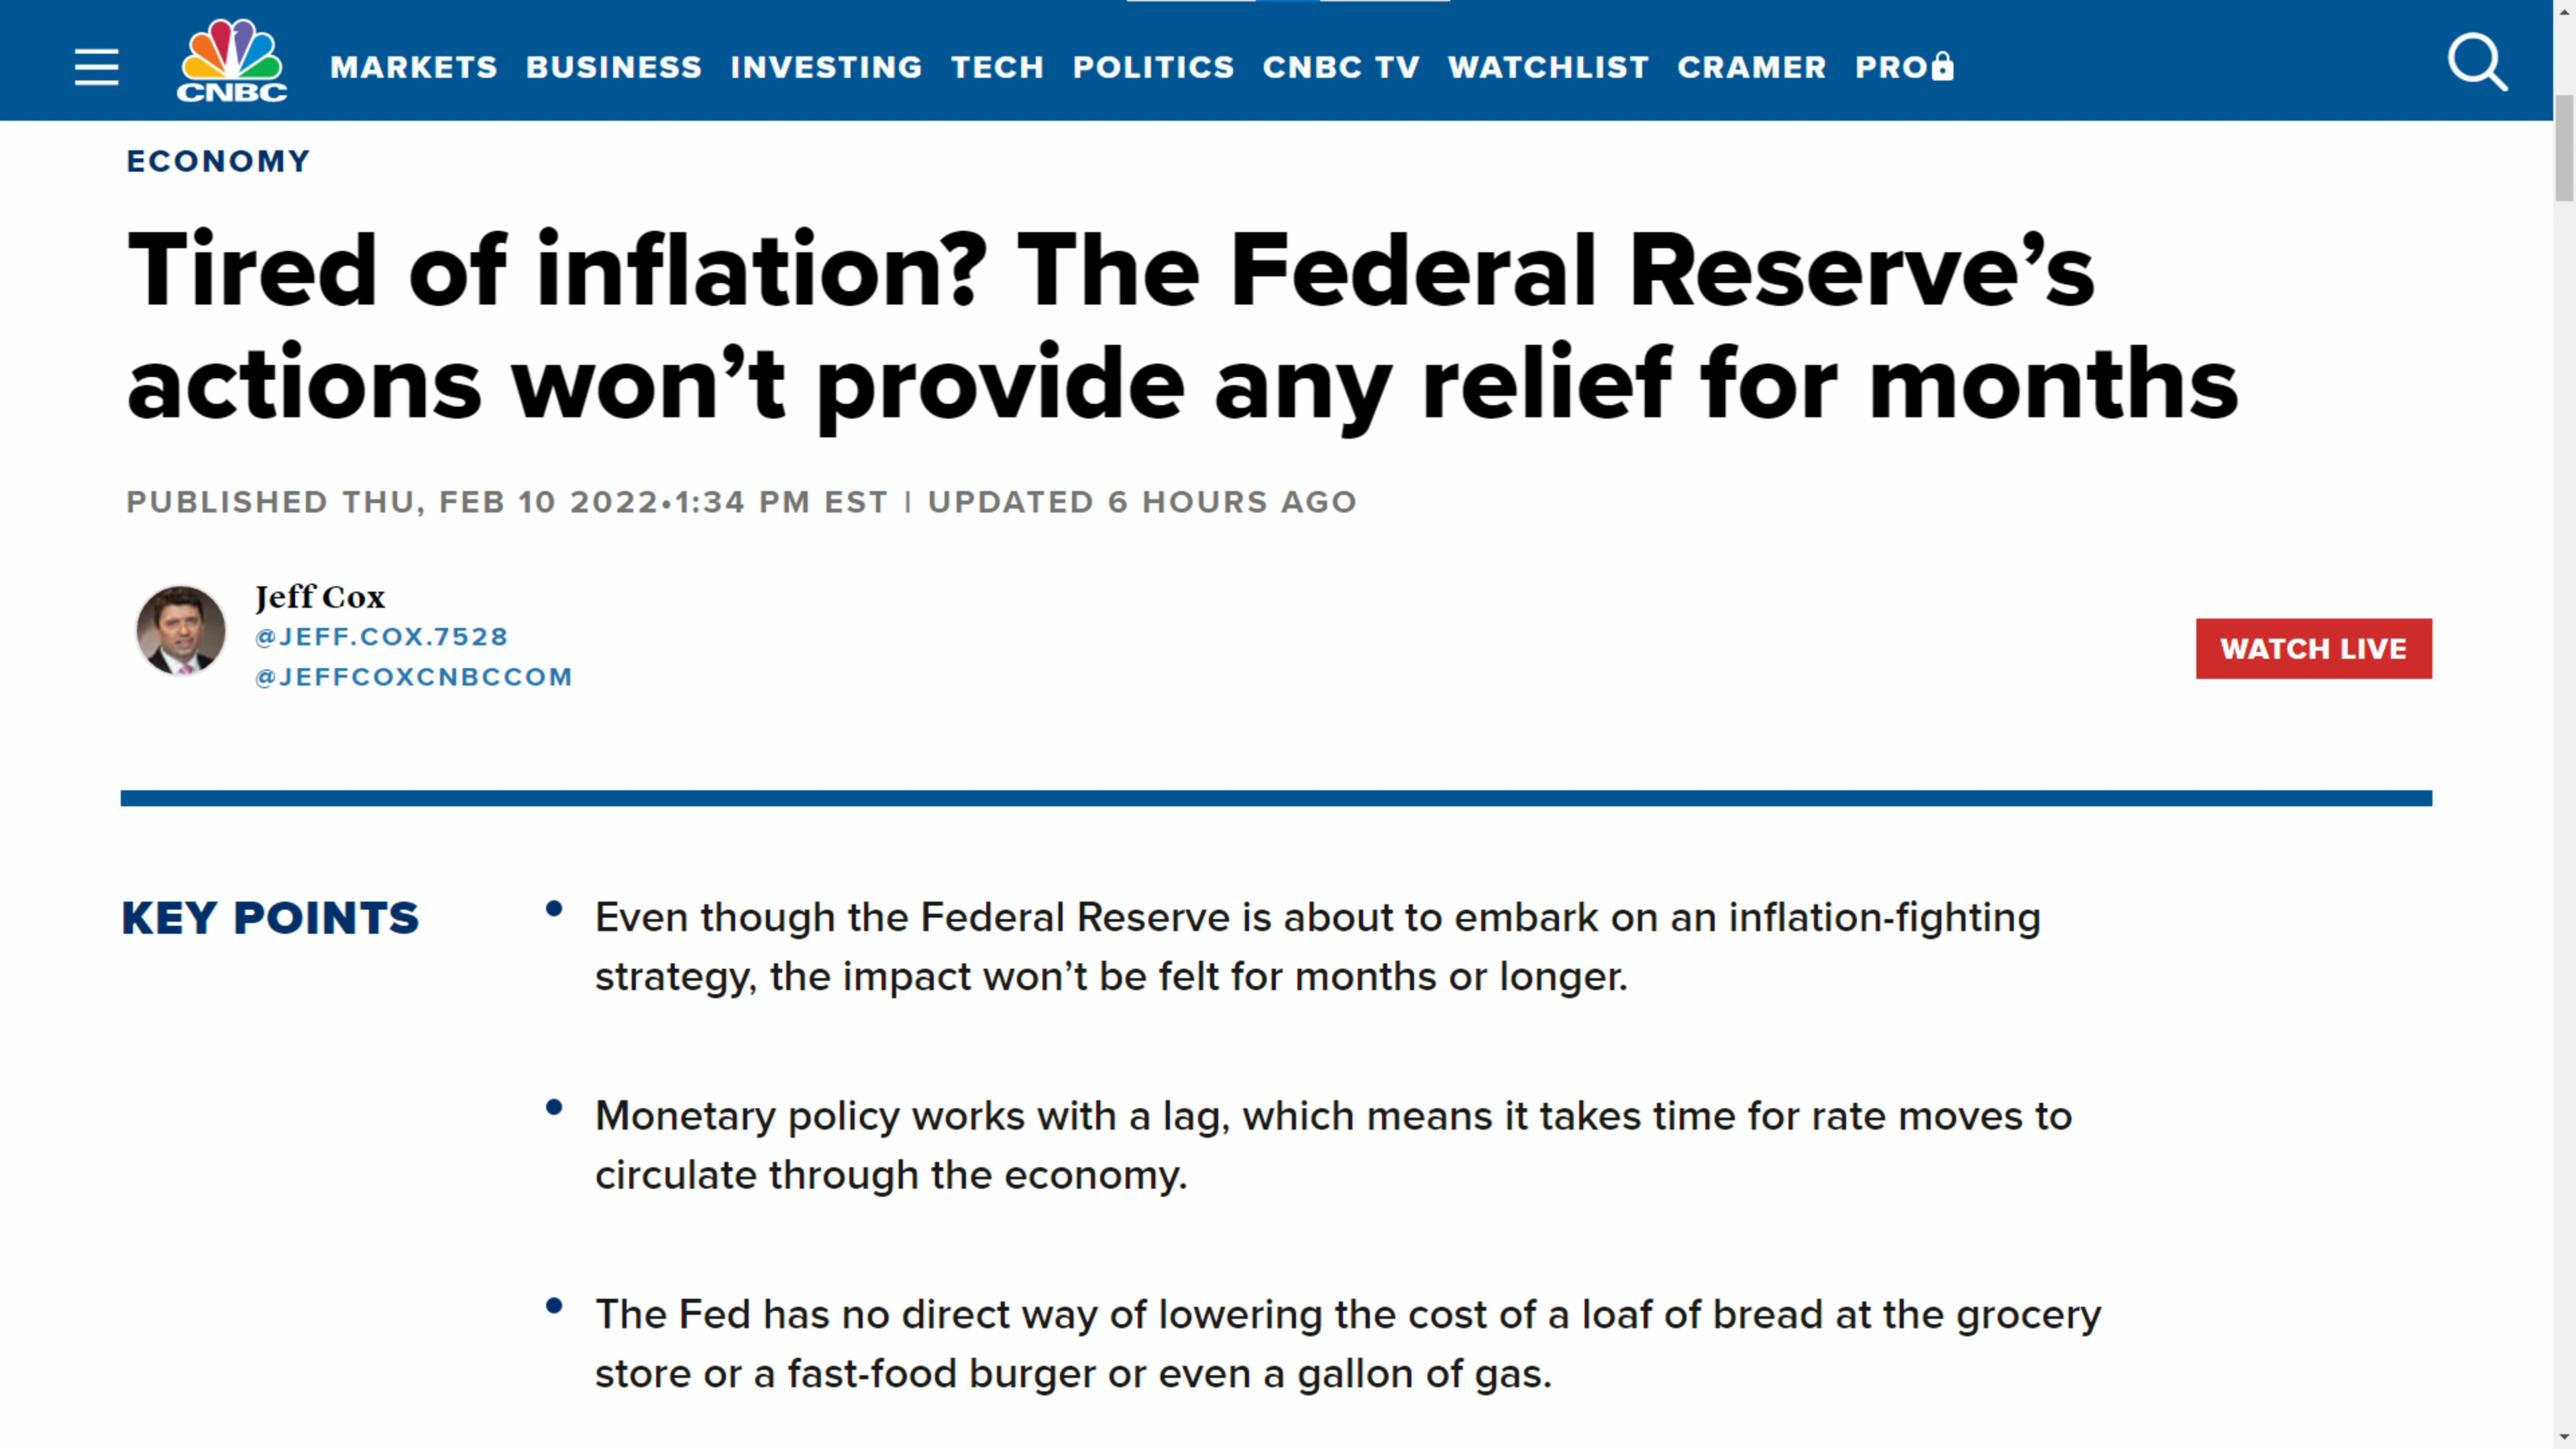 CNBC
MARKETS BUSINESS INVESTING TECH POLITICS CNBC TV WATCHLIST CRAMER PRO
ECONOMY
Tired of inflation? The Federal Reserve’s
actions won’t provide any relief for months
PUBLISHED THU, FEB 10 2022•1:34 PM EST | UPDATED 6 HOURS AGO
Jeff Cox
@JEFF.COX.7528
@JEFFCOXCNBCCOM
WATCH LIVE
KEY POINTS
• Even though the Federal Reserve is about to embark on an inflation-fighting
strategy, the impact won’t be felt for months or longer.
• Monetary policy works with a lag, which means it takes time for rate moves to
circulate through the economy.
• The Fed has no direct way of lowering the cost of a loaf of bread at the grocery
store or a fast-food burger or even a gallon of gas.